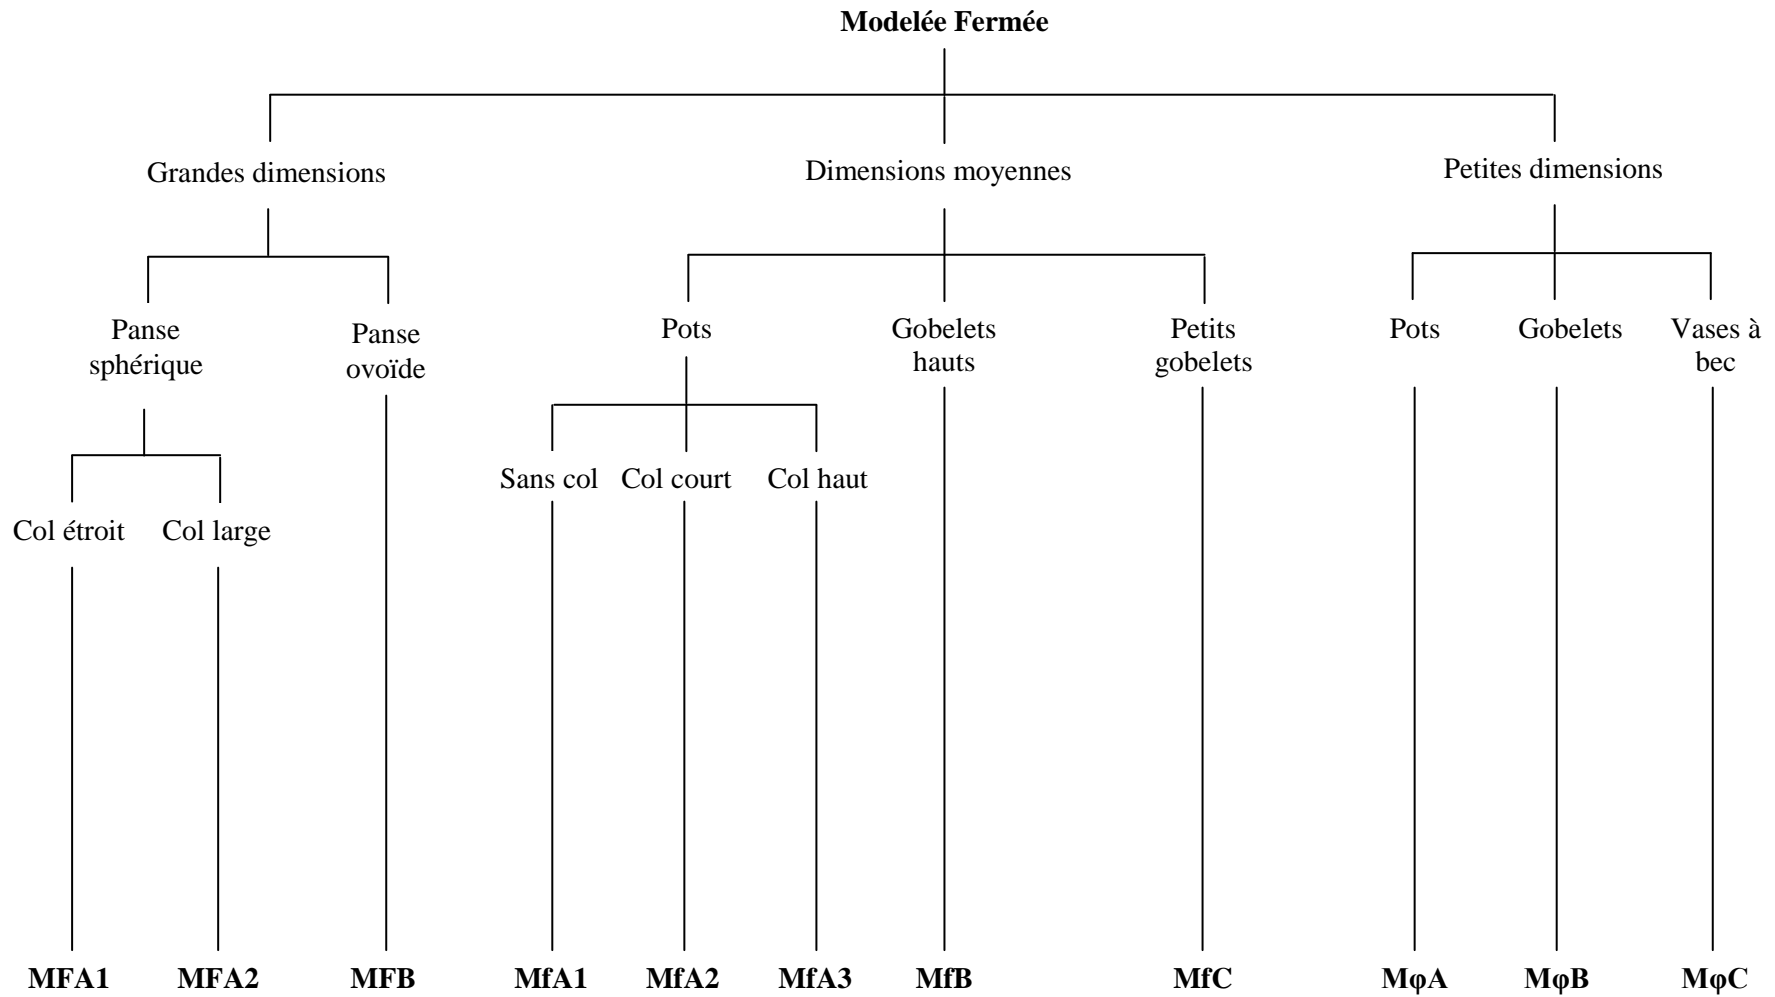 Modelée Fermée
Grandes dimensions
Dimensions moyennes
Petites dimensions
Panse
sphérique
Panse
ovoïde
Pots
Gobelets
hauts
Petits
gobelets
Pots
Gobelets
Vases à
bec
Sans col
Col court
Col haut
Col étroit
Col large
MFA1
MFA2
MFB
MfA1
MfA2
MfA3
MfB
MfC
MφA
MφB
MφC